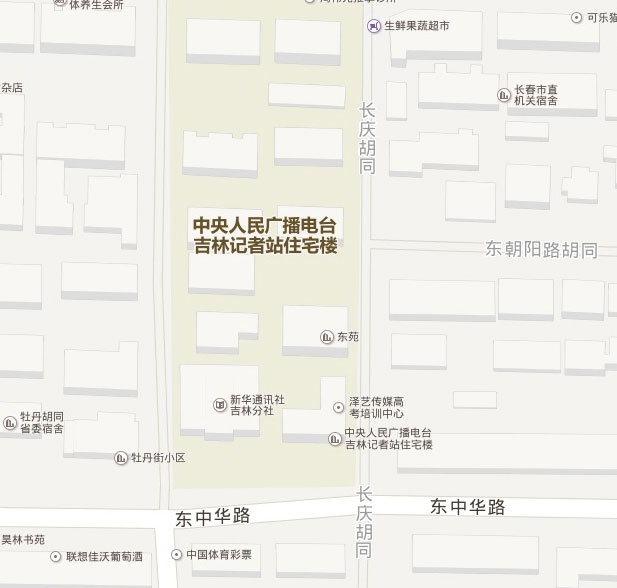 体养生会所
生鲜果蔬超市
可乐猫
杂店
长春市直
机关宿舍
长庆胡同
中央人民广播电台
吉林记者站住宅楼
东朝阳路胡同
东苑
新华通讯社
吉林分社
泽艺传媒高
考培训中心
牡丹胡同
省委宿舍
中央人民广播电台
吉林记者站住宅楼
牡丹街小区
长庆胡同
东中华路
东中华路
昊林书苑
联想佳沃葡萄酒
中国体育彩票